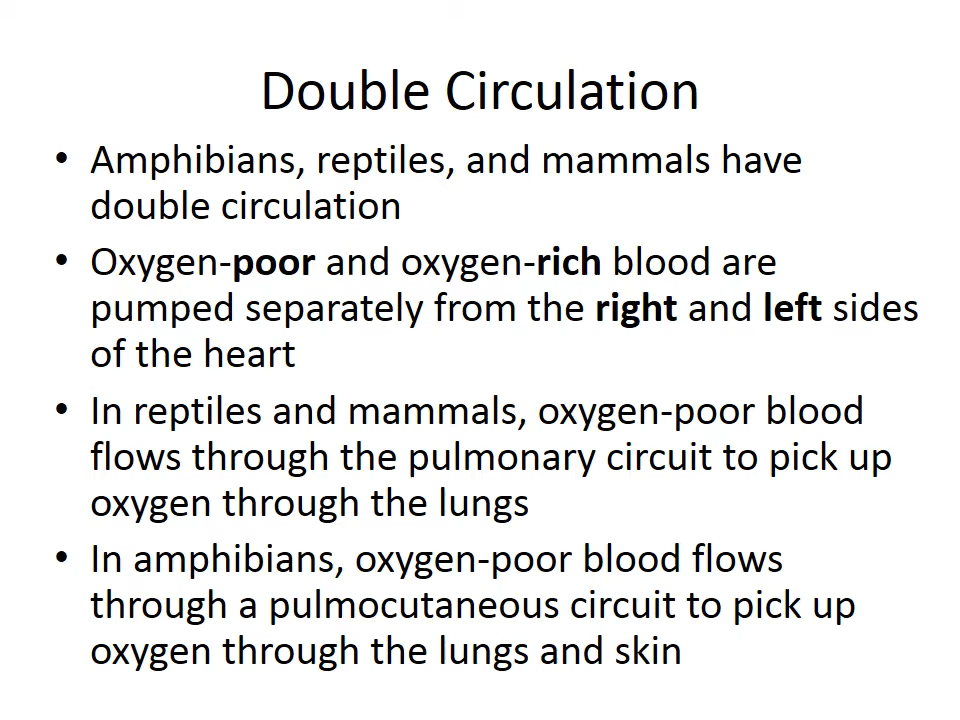 Double Circulation
• Amphibians, reptiles, and mammals have
double circulation
• Oxygen-poor and oxygen-rich blood are
pumped separately from the right and left sides
of the heart
• In reptiles and mammals, oxygen-poor blood
flows through the pulmonary circuit to pick up
oxygen through the lungs
• In amphibians, oxygen-poor blood flows
through a pulmocutaneous circuit to pick up
oxygen through the lungs and skin